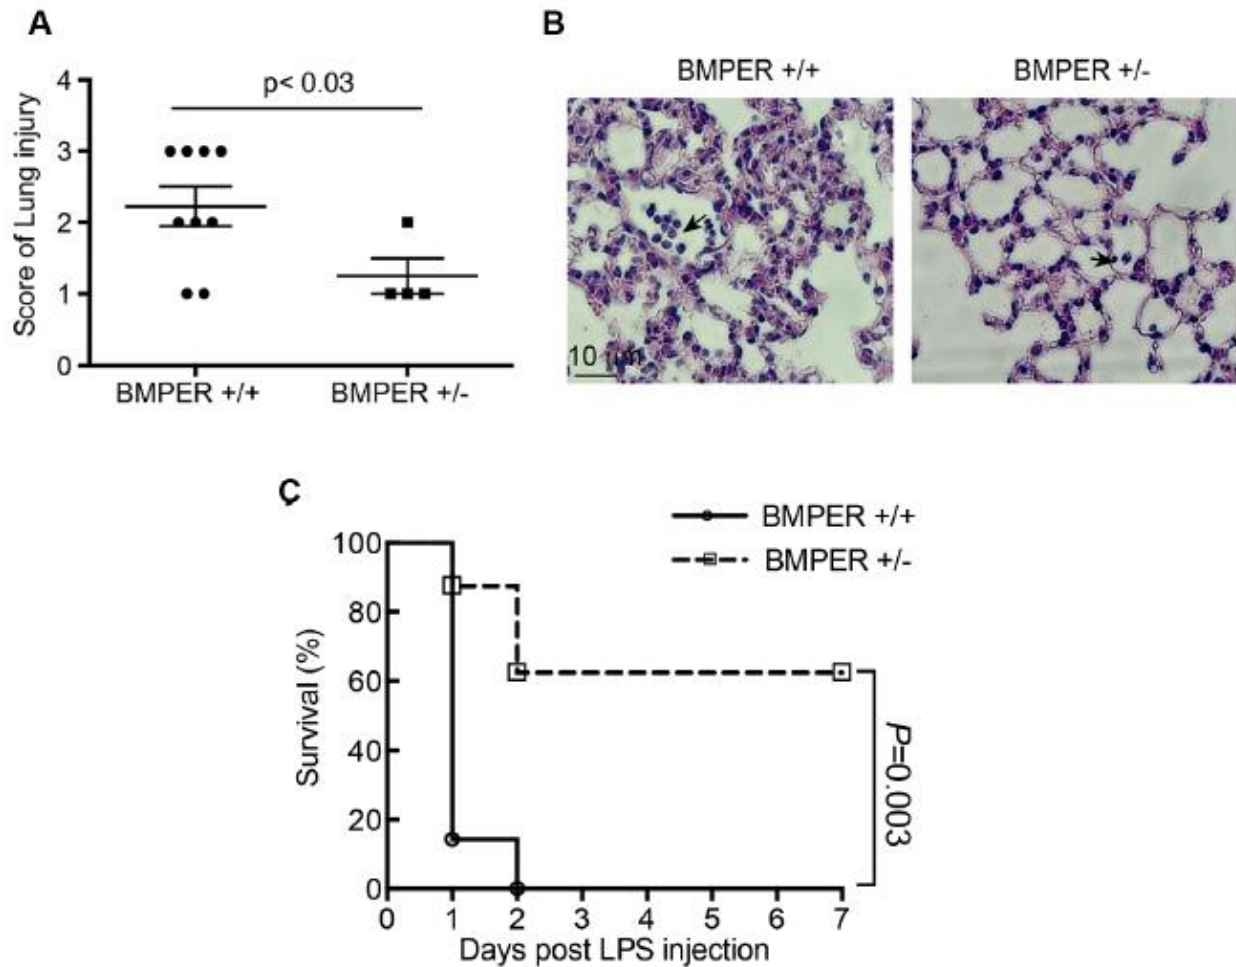 A
p< 0.03
Score of Lung injury
4
3
2
1
0
BMPER +/+
BMPER +/-
B
BMPER +/+
BMPER +/-
10 µm
C
BMPER +/+
BMPER +/-
Survival (%)
100
80
60
40
20
0
0 1 2 3 4 5 6 7
Days post LPS injection
P=0.003